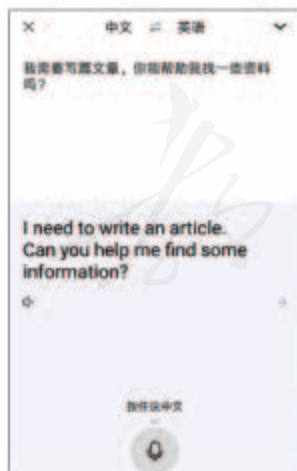 中文 ⇌ 英语
我需要写篇文章，你能帮助我找一些资料
吗？
I need to write an article.
Can you help me find some
information?
按住说中文